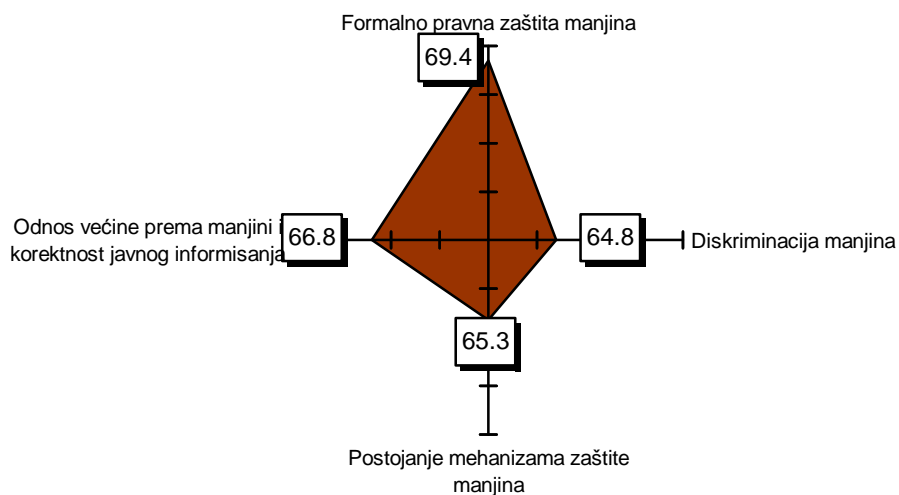 Formalno pravna zaštita manjina
69.4
Odnos većine prema manjini i
korektnost javnog informisanja
66.8
64.8
Diskriminacija manjina
65.3
Postojanje mehanizama zaštite
manjina